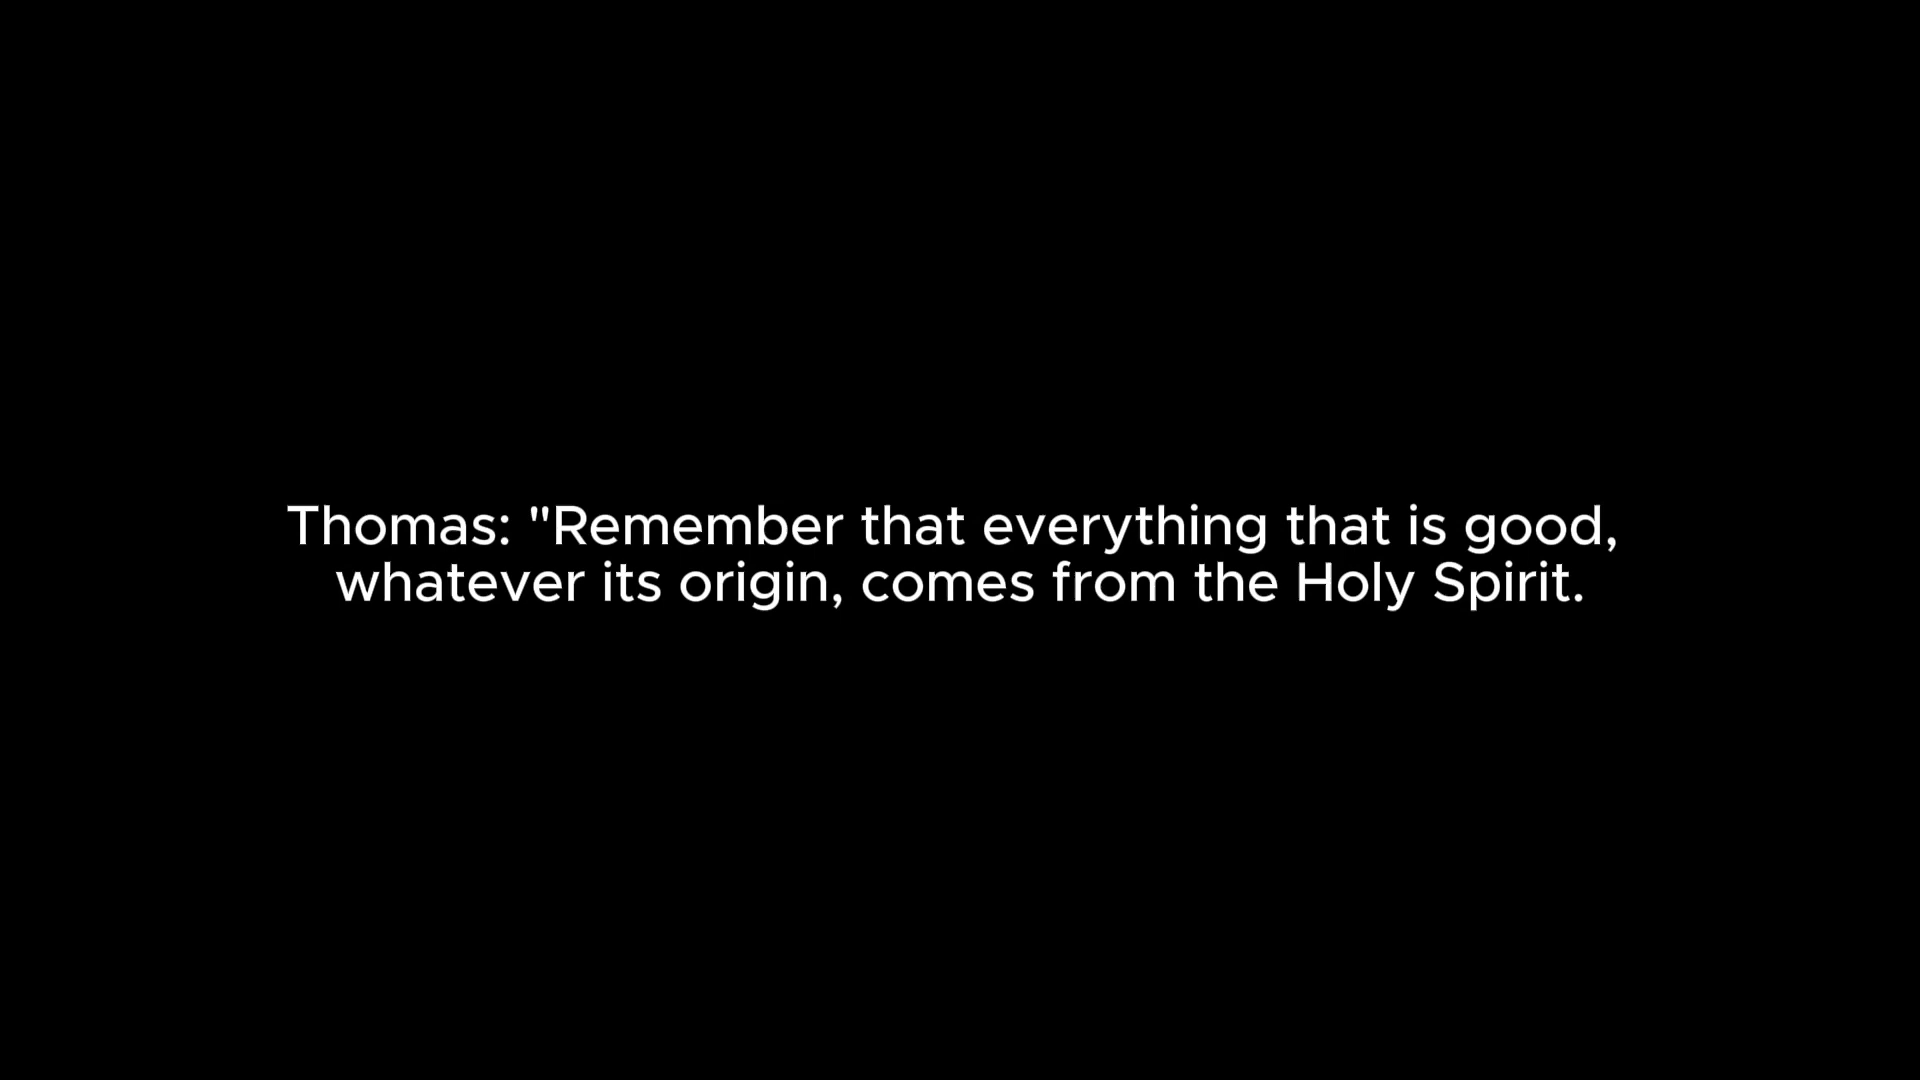 Thomas: "Remember that everything that is good,
whatever its origin, comes from the Holy Spirit.